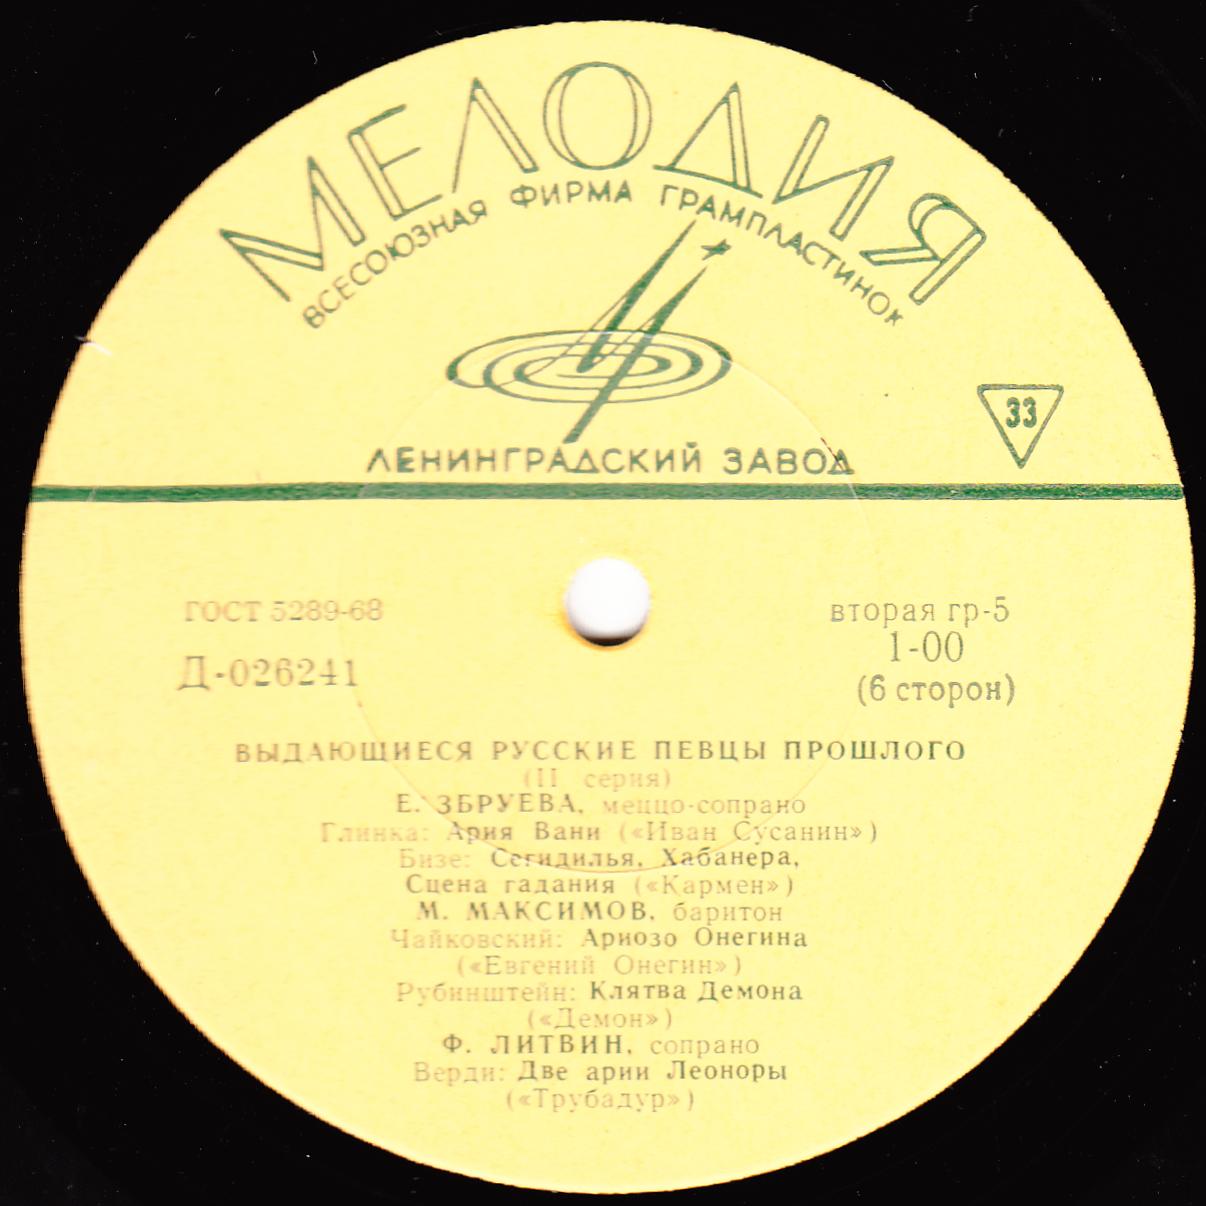 МЕЛОДИЯ
ВСЕСОЮЗНАЯ ФИРМА ГРАМПЛАСТИНОК
33
ЛЕНИНГРАДСКИЙ ЗАВОД
ГОСТ 5289-68
вторая гр-5
Д-026241
1-00
(6 сторон)
ВЫДАЮЩИЕСЯ РУССКИЕ ПЕВЦЫ ПРОШЛОГО
(II серия)
Е. ЗБРУЕВА, меццо-сопрано
Глинка: Ария Вани («Иван Сусанин»)
Бизе: Сегидилья, Хабанера,
Сцена гадания («Кармен»)
М. МАКСИМОВ, баритон
Чайковский: Ариозо Онегина
(«Евгений Онегин»)
Рубинштейн: Клятва Демона
(«Демон»)
Ф. ЛИТВИН, сопрано
Верди: Две арии Леоноры
(«Трубадур»)